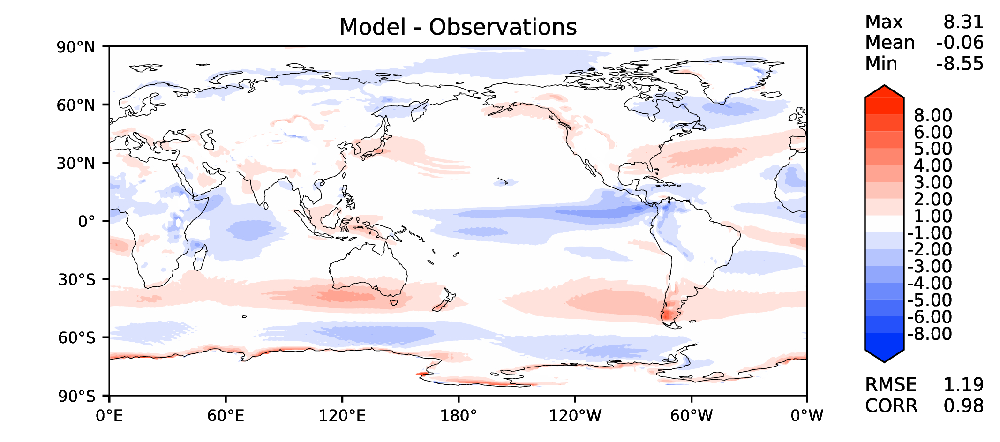 Model - Observations
Max 8.31
Mean -0.06
Min -8.55
90°N
60°N
30°N
0°
30°S
60°S
90°S
0°E 60°E 120°E 180° 120°W 60°W 0°W
8.00
6.00
5.00
4.00
3.00
2.00
1.00
-1.00
-2.00
-3.00
-4.00
-5.00
-6.00
-8.00
RMSE 1.19
CORR 0.98